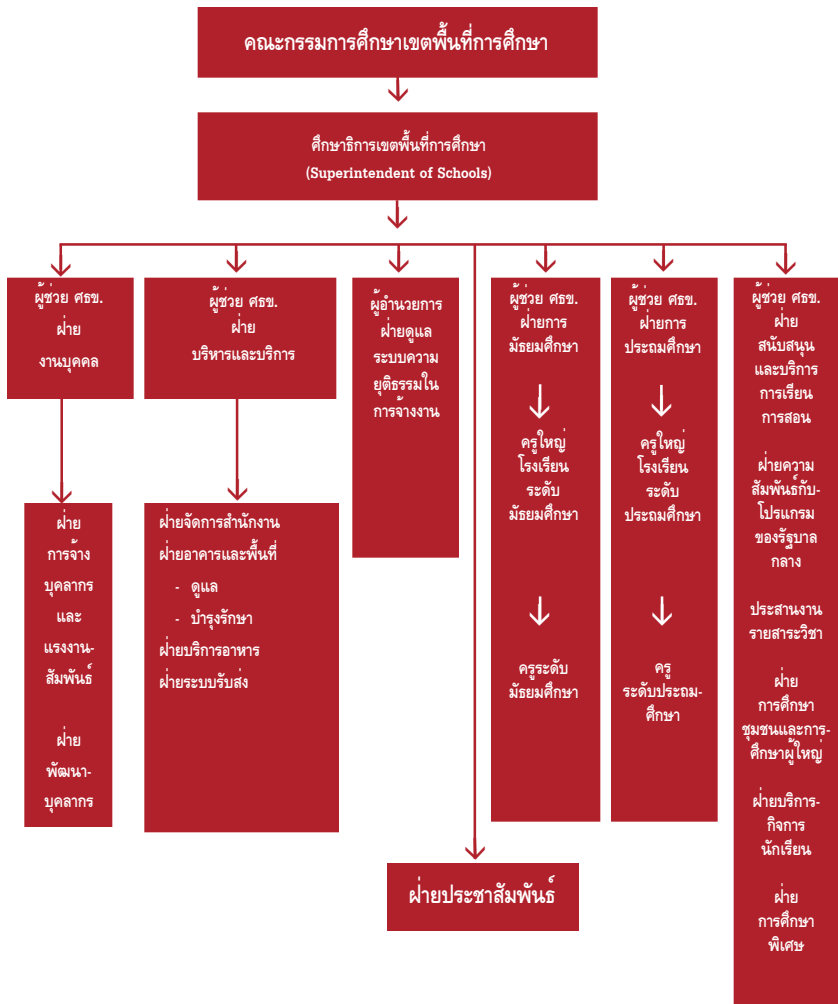 คณะกรรมการศึกษาเขตพื้นที่การศึกษา
ศึกษาธิการเขตพื้นที่การศึกษา
(Superintendent of Schools)
ผู้ช่วย ศธข.
ฝ่าย
งานบุคคล
ฝ่าย
การจ้าง
บุคลากร
และ
แรงงาน-
สัมพันธ์
ฝ่าย
พัฒนา-
บุคลากร
ผู้ช่วย ศธข.
ฝ่าย
บริหารและบริการ
ฝ่ายจัดการสำนักงาน
ฝ่ายอาคารและพื้นที่
- ดูแล
- บำรุงรักษา
ฝ่ายบริการอาหาร
ฝ่ายระบบรับส่ง
ผู้อำนวยการ
ฝ่ายดูแล
ระบบความ
ยุติธรรมใน
การจ้างงาน
ฝ่ายประชาสัมพันธ์
ผู้ช่วย ศธข.
ฝ่ายการ
มัธยมศึกษา
ครูใหญ่
โรงเรียน
ระดับ
มัธยมศึกษา
ครูระดับ
มัธยมศึกษา
ผู้ช่วย ศธข.
ฝ่ายการ
ประถมศึกษา
ครูใหญ่
โรงเรียน
ระดับ
ประถมศึกษา
ครู
ระดับประถม-
ศึกษา
ผู้ช่วย ศธข.
ฝ่าย
สนับสนุน
และบริการ
การเรียน
การสอน
ฝ่ายความ
สัมพันธ์กับ-
โปรแกรม
ของรัฐบาล
กลาง
ประสานงาน
รายสาระวิชา
ฝ่าย
การศึกษา
ชุมชนและการ-
ศึกษาผู้ใหญ่
ฝ่ายบริการ-
กิจการ
นักเรียน
ฝ่าย
การศึกษา
พิเศษ